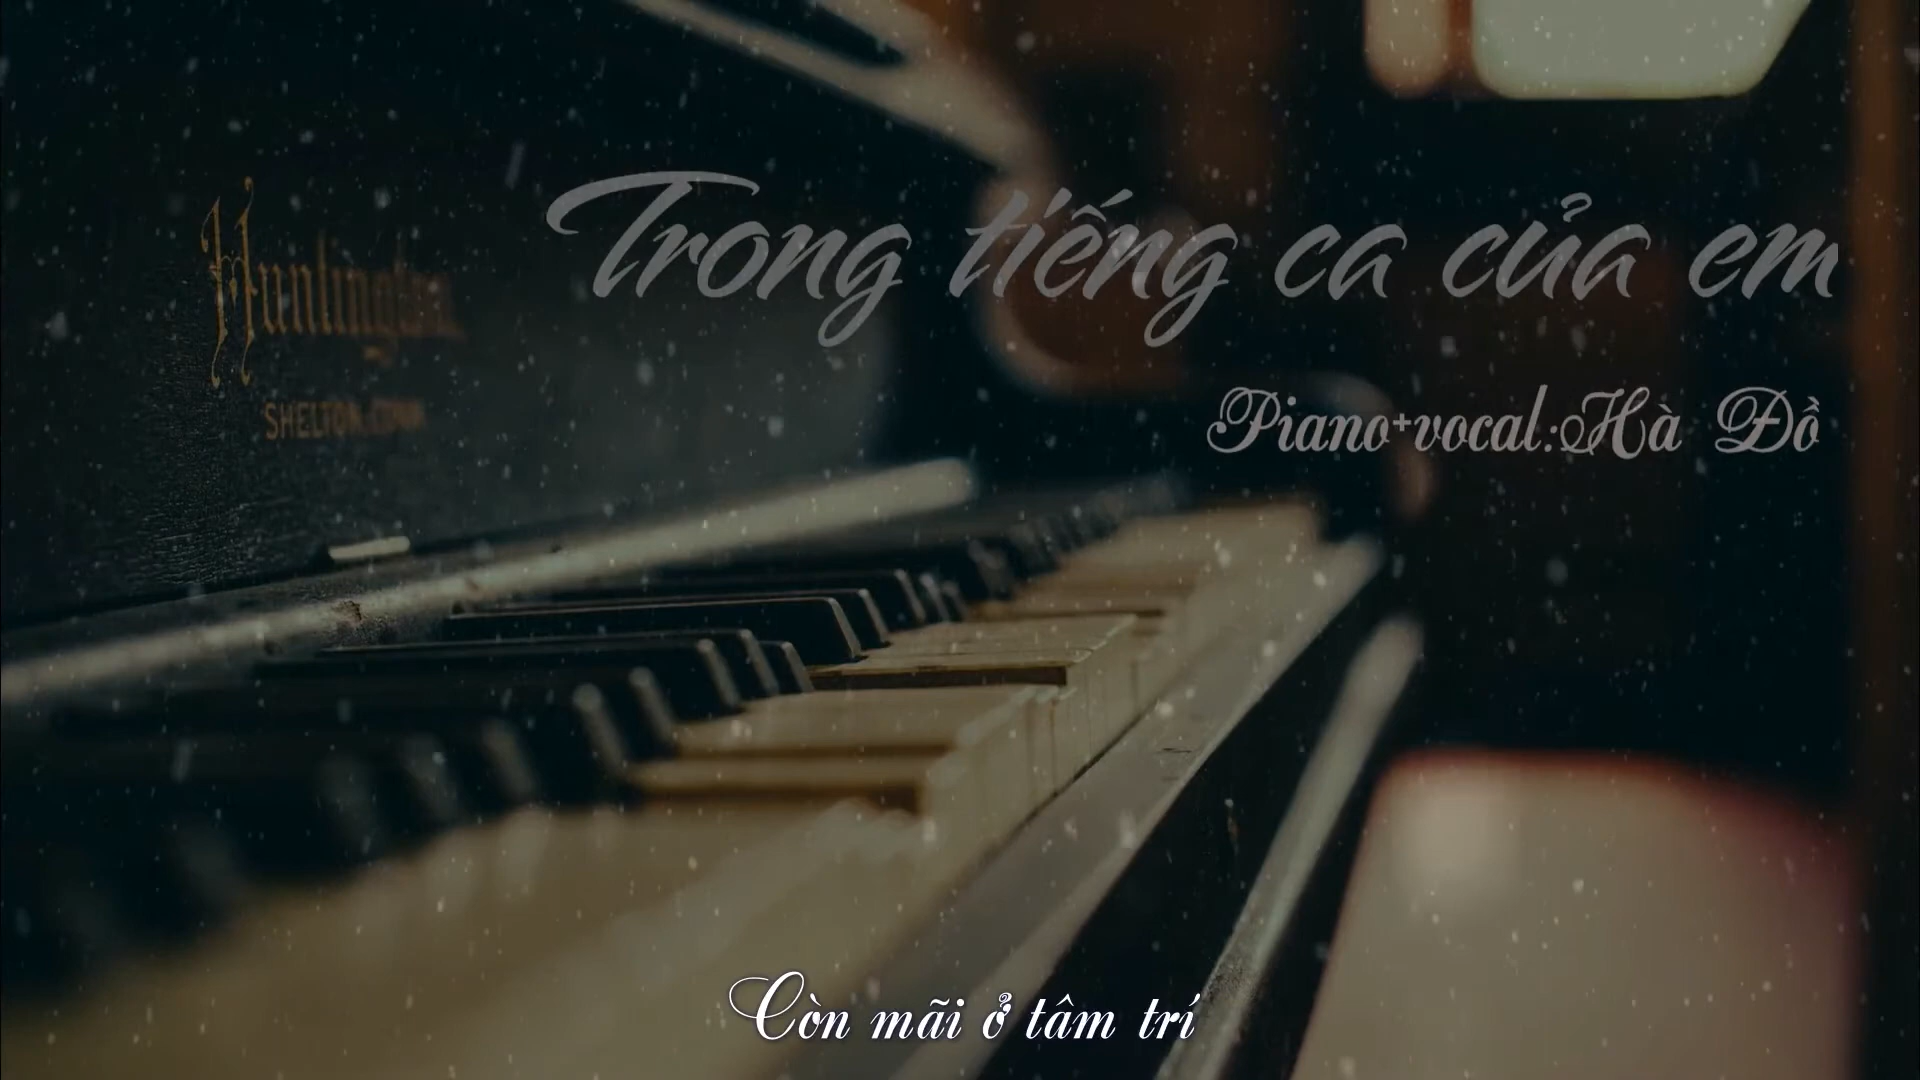 Trong tiếng ca của em
Huntington
SHELTON, CONN
Piano+vocal:Hà Đồ
Còn mãi ở tâm trí